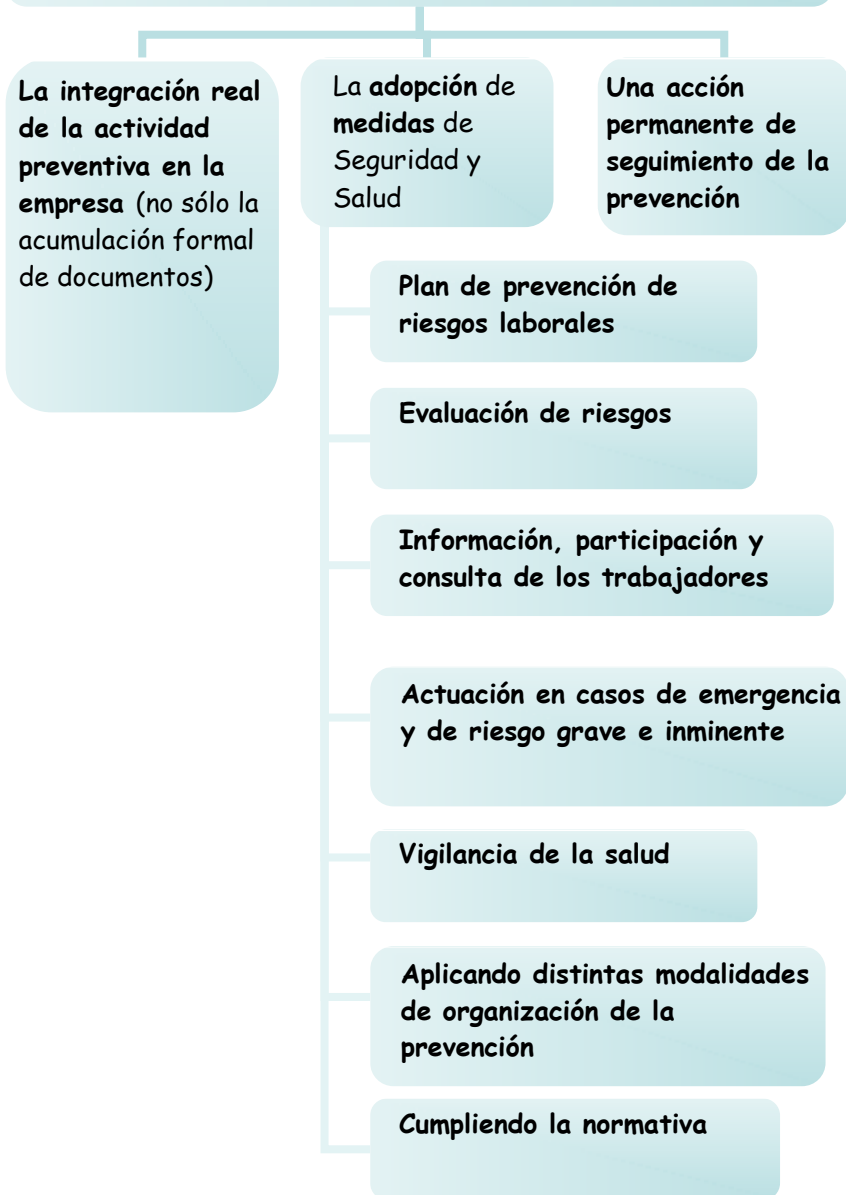 La integración real
de la actividad
preventiva en la
empresa (no sólo la
acumulación formal
de documentos)
La adopción de
medidas de
Seguridad y
Salud
Una acción
permanente de
seguimiento de la
prevención
Plan de prevención de
riesgos laborales
Evaluación de riesgos
Información, participación y
consulta de los trabajadores
Actuación en casos de emergencia
y de riesgo grave e inminente
Vigilancia de la salud
Aplicando distintas modalidades
de organización de la
prevención
Cumpliendo la normativa